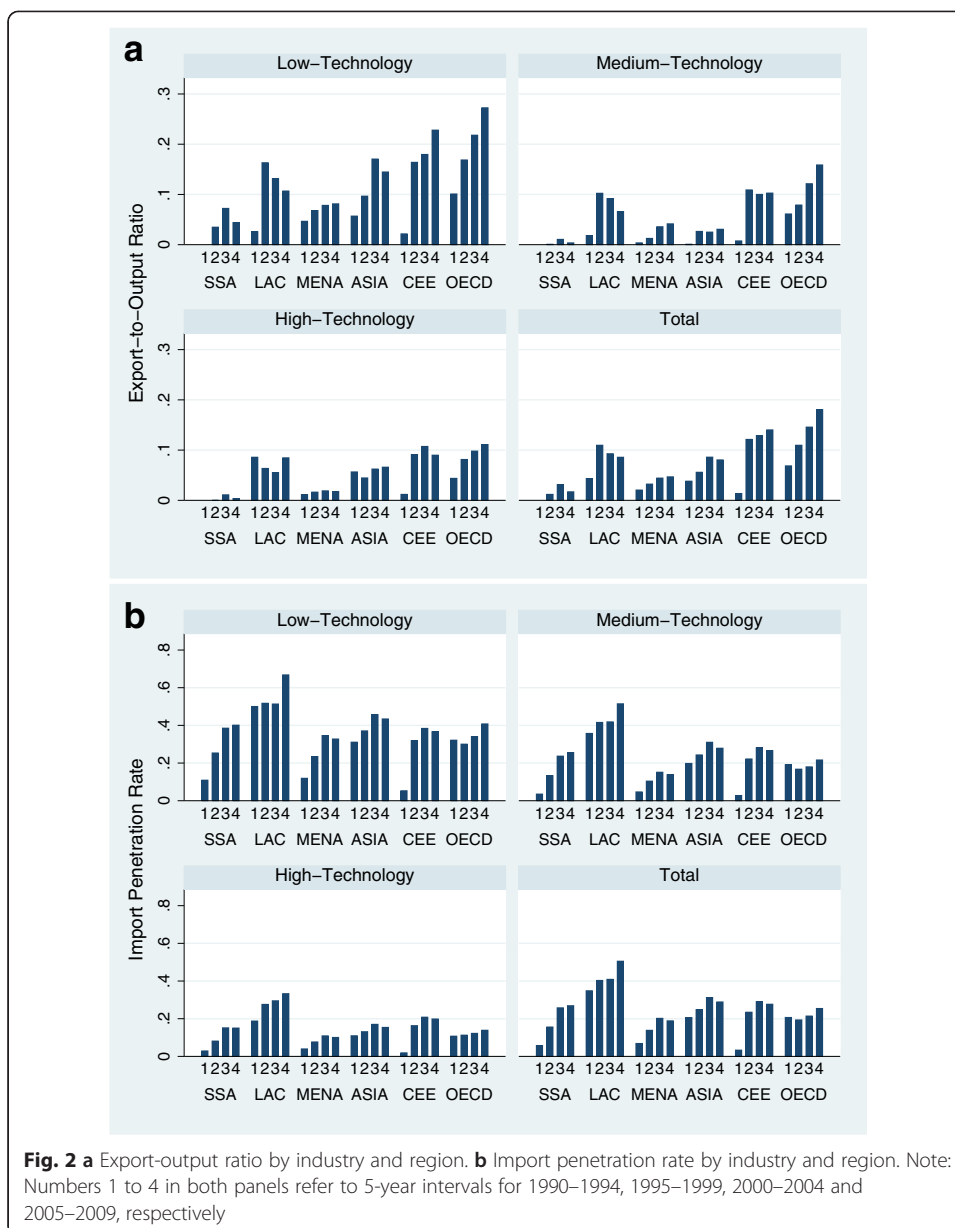 a
Low−Technology
Medium−Technology
Export−to−Output Ratio
.3
.2
.1
0
1234 1234 1234 1234 1234 1234
SSA LAC MENA ASIA CEE OECD
1234 1234 1234 1234 1234 1234
SSA LAC MENA ASIA CEE OECD
High−Technology
Total
.3
.2
.1
0
1234 1234 1234 1234 1234 1234
SSA LAC MENA ASIA CEE OECD
1234 1234 1234 1234 1234 1234
SSA LAC MENA ASIA CEE OECD
b
Low−Technology
Medium−Technology
Import Penetration Rate
.8
.6
.4
.2
0
1234 1234 1234 1234 1234 1234
SSA LAC MENA ASIA CEE OECD
1234 1234 1234 1234 1234 1234
SSA LAC MENA ASIA CEE OECD
High−Technology
Total
.8
.6
.4
.2
0
1234 1234 1234 1234 1234 1234
SSA LAC MENA ASIA CEE OECD
1234 1234 1234 1234 1234 1234
SSA LAC MENA ASIA CEE OECD
Fig. 2 a Export-output ratio by industry and region. b Import penetration rate by industry and region. Note:
Numbers 1 to 4 in both panels refer to 5-year intervals for 1990–1994, 1995–1999, 2000–2004 and
2005–2009, respectively